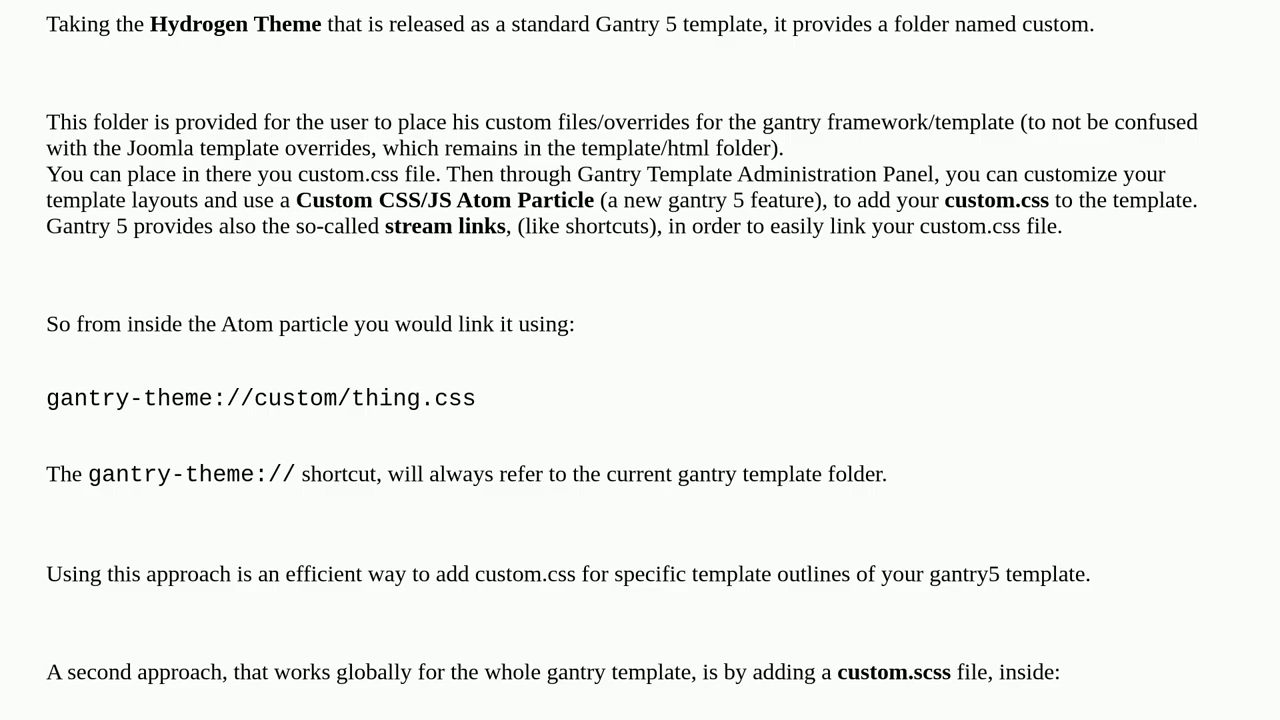 Taking the Hydrogen Theme that is released as a standard Gantry 5 template, it provides a folder named custom.
This folder is provided for the user to place his custom files/overrides for the gantry framework/template (to not be confused
with the Joomla template overrides, which remains in the template/html folder).
You can place in there you custom.css file. Then through Gantry Template Administration Panel, you can customize your
template layouts and use a Custom CSS/JS Atom Particle (a new gantry 5 feature), to add your custom.css to the template.
Gantry 5 provides also the so-called stream links, (like shortcuts), in order to easily link your custom.css file.
So from inside the Atom particle you would link it using:
gantry-theme://custom/thing.css
The gantry-theme:// shortcut, will always refer to the current gantry template folder.
Using this approach is an efficient way to add custom.css for specific template outlines of your gantry5 template.
A second approach, that works globally for the whole gantry template, is by adding a custom.scss file, inside: